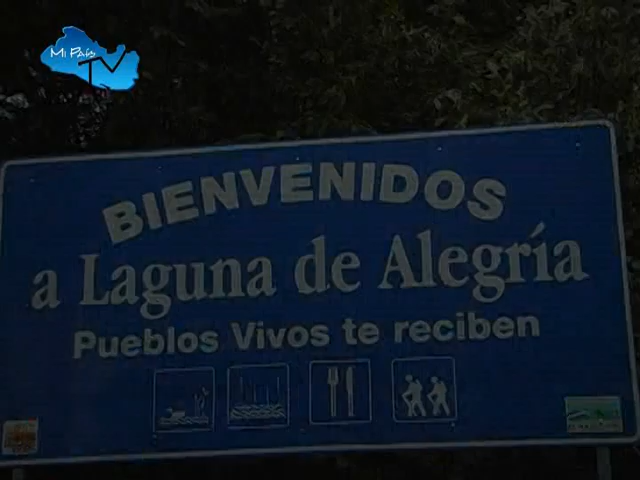 Mi País
TV
BIENVENIDOS
a Laguna de Alegría
Pueblos Vivos te reciben